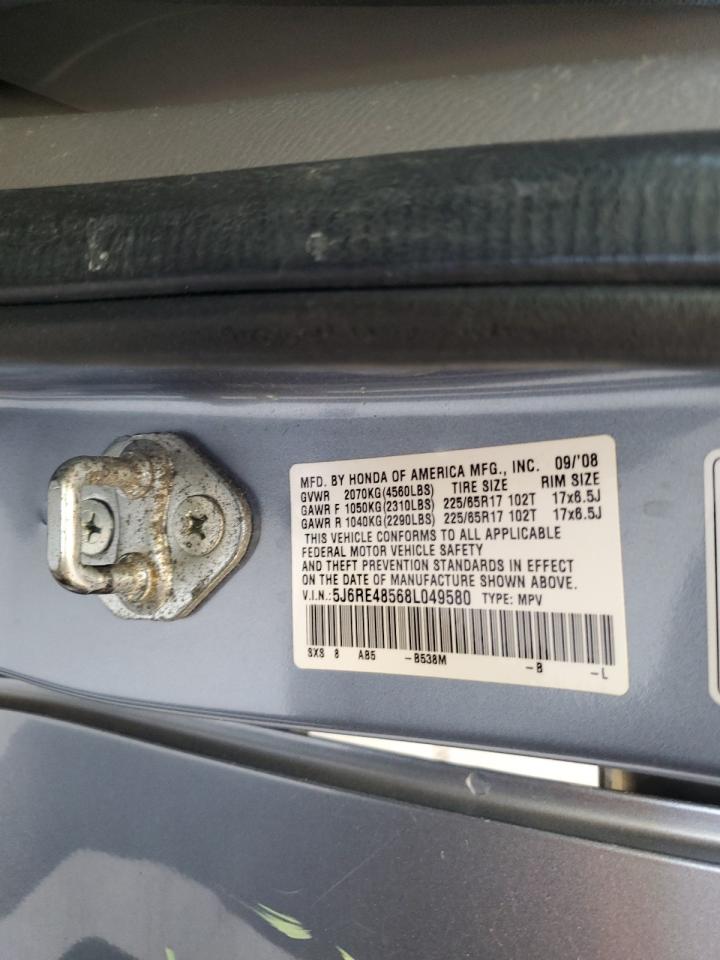 MFD. BY HONDA OF AMERICA MFG., INC. 09/'08
GVWR 2070KG(4560LBS) TIRE SIZE RIM SIZE
GAWR F 1050KG(2310LBS) 225/65R17 102T 17x6.5J
GAWR R 1040KG(2290LBS) 225/65R17 102T 17x6.5J
THIS VEHICLE CONFORMS TO ALL APPLICABLE
FEDERAL MOTOR VEHICLE SAFETY
AND THEFT PREVENTION STANDARDS IN EFFECT
ON THE DATE OF MANUFACTURE SHOWN ABOVE.
V.I.N.:5J6RE48568L049580 TYPE: MPV
SXS 8 A85 -B538M -B -L